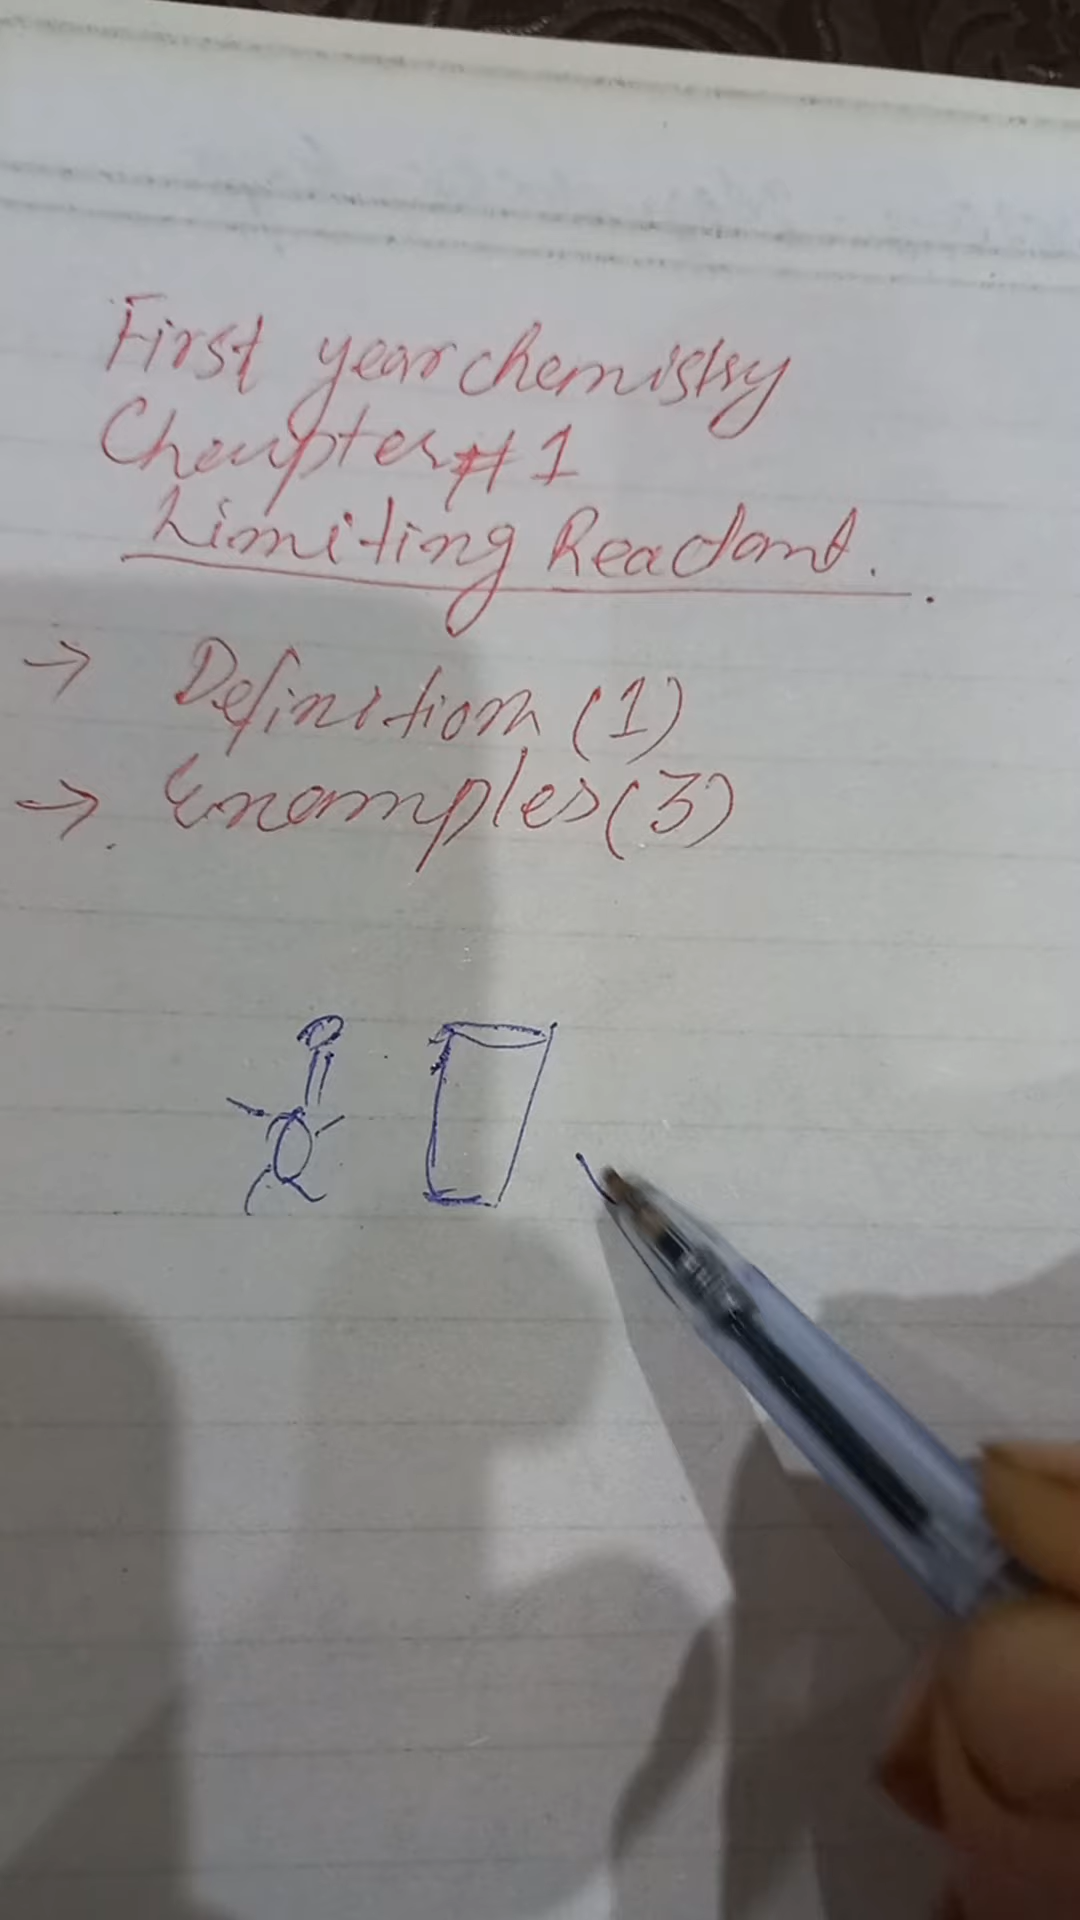 First year chemistry
Chapter # 1
Limiting Reactant.
→ Definition (1)
→ Examples (3)